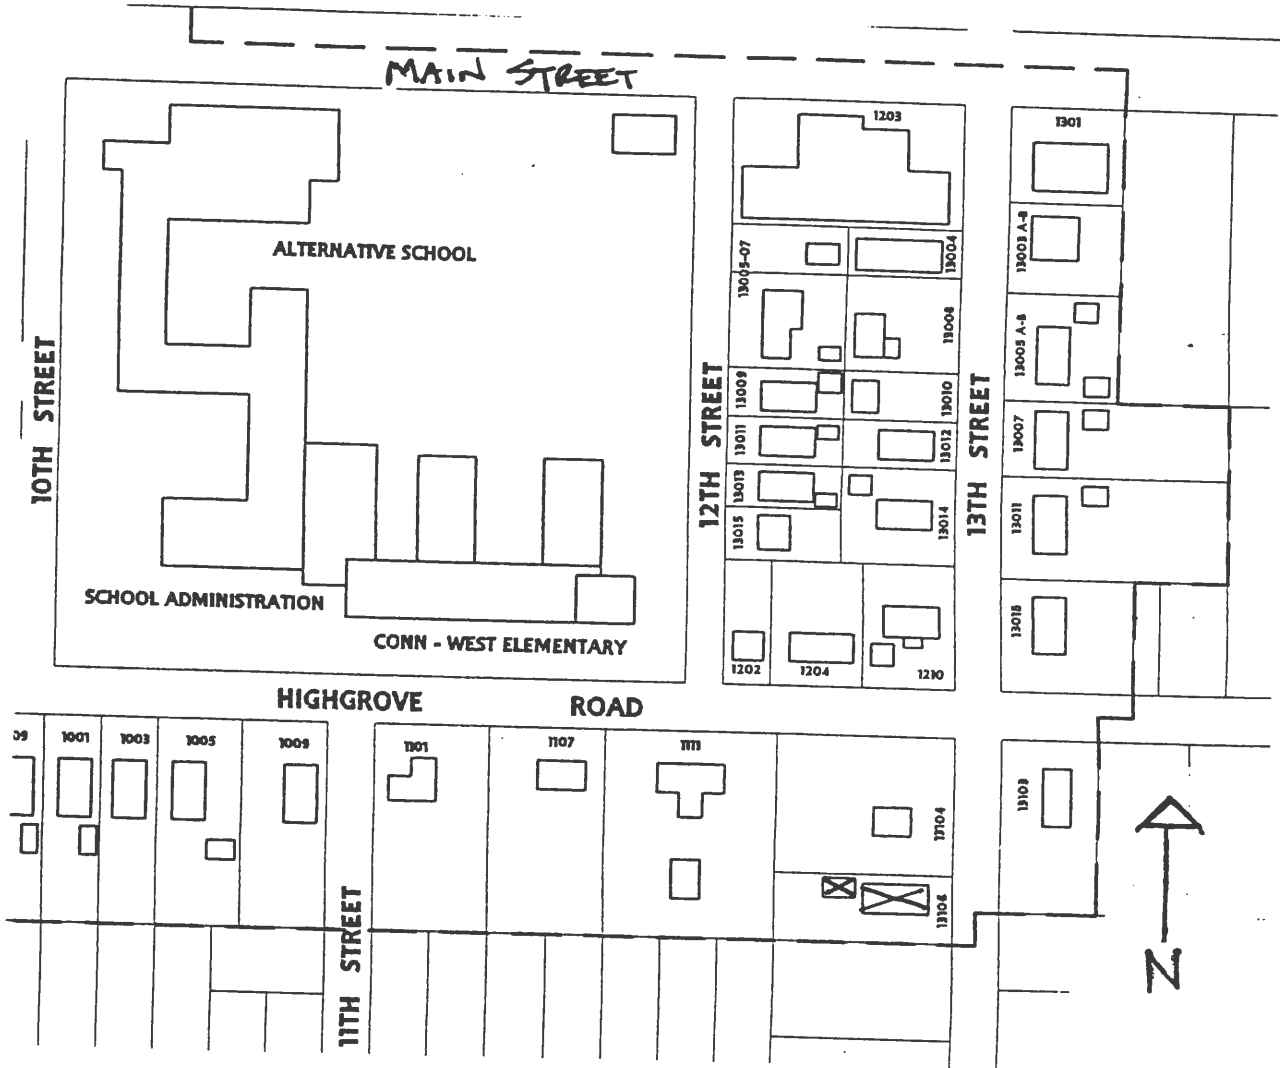 MAIN STREET
1203
1301
ALTERNATIVE SCHOOL
13005-07
13004
13003 A-B
13008
13005 A-B
10TH STREET
12TH STREET
13TH STREET
13009
13010
13011
13012
13007
13013
13014
13011
13015
13015
SCHOOL ADMINISTRATION
CONN - WEST ELEMENTARY
1202
1204
1210
HIGHGROVE ROAD
09
1001
1003
1005
1009
1101
1107
1111
13103
13104
13106
11TH STREET
N